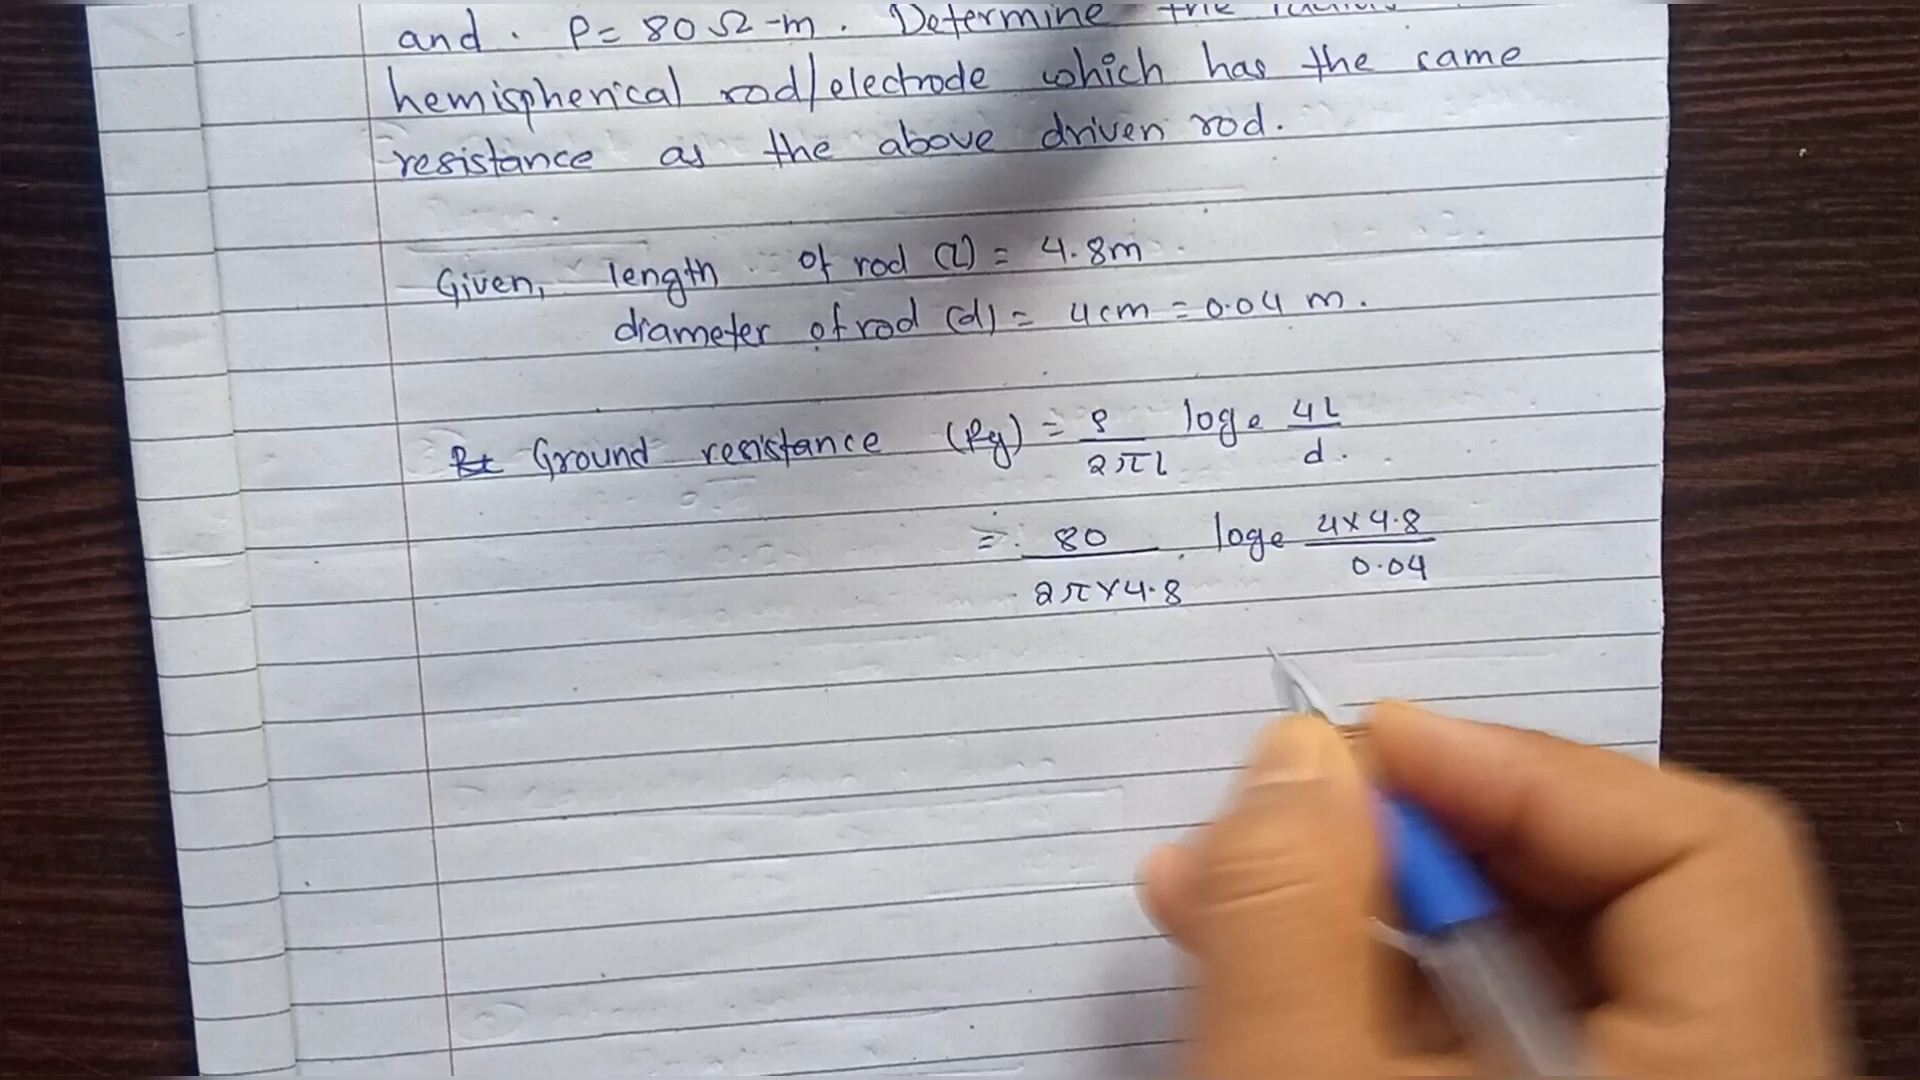 and. ρ = 80 Ω-m. Determine the radius
hemispherical rod/electrode which has the same
resistance as the above driven rod.
Given, length of rod (l) = 4.8m
diameter of rod (d) = 4cm = 0.04 m.
Ground resistance (Rg) = ρ/2πl loge 4l/d.
= 80/2π×4.8 . loge 4×4.8/0.04